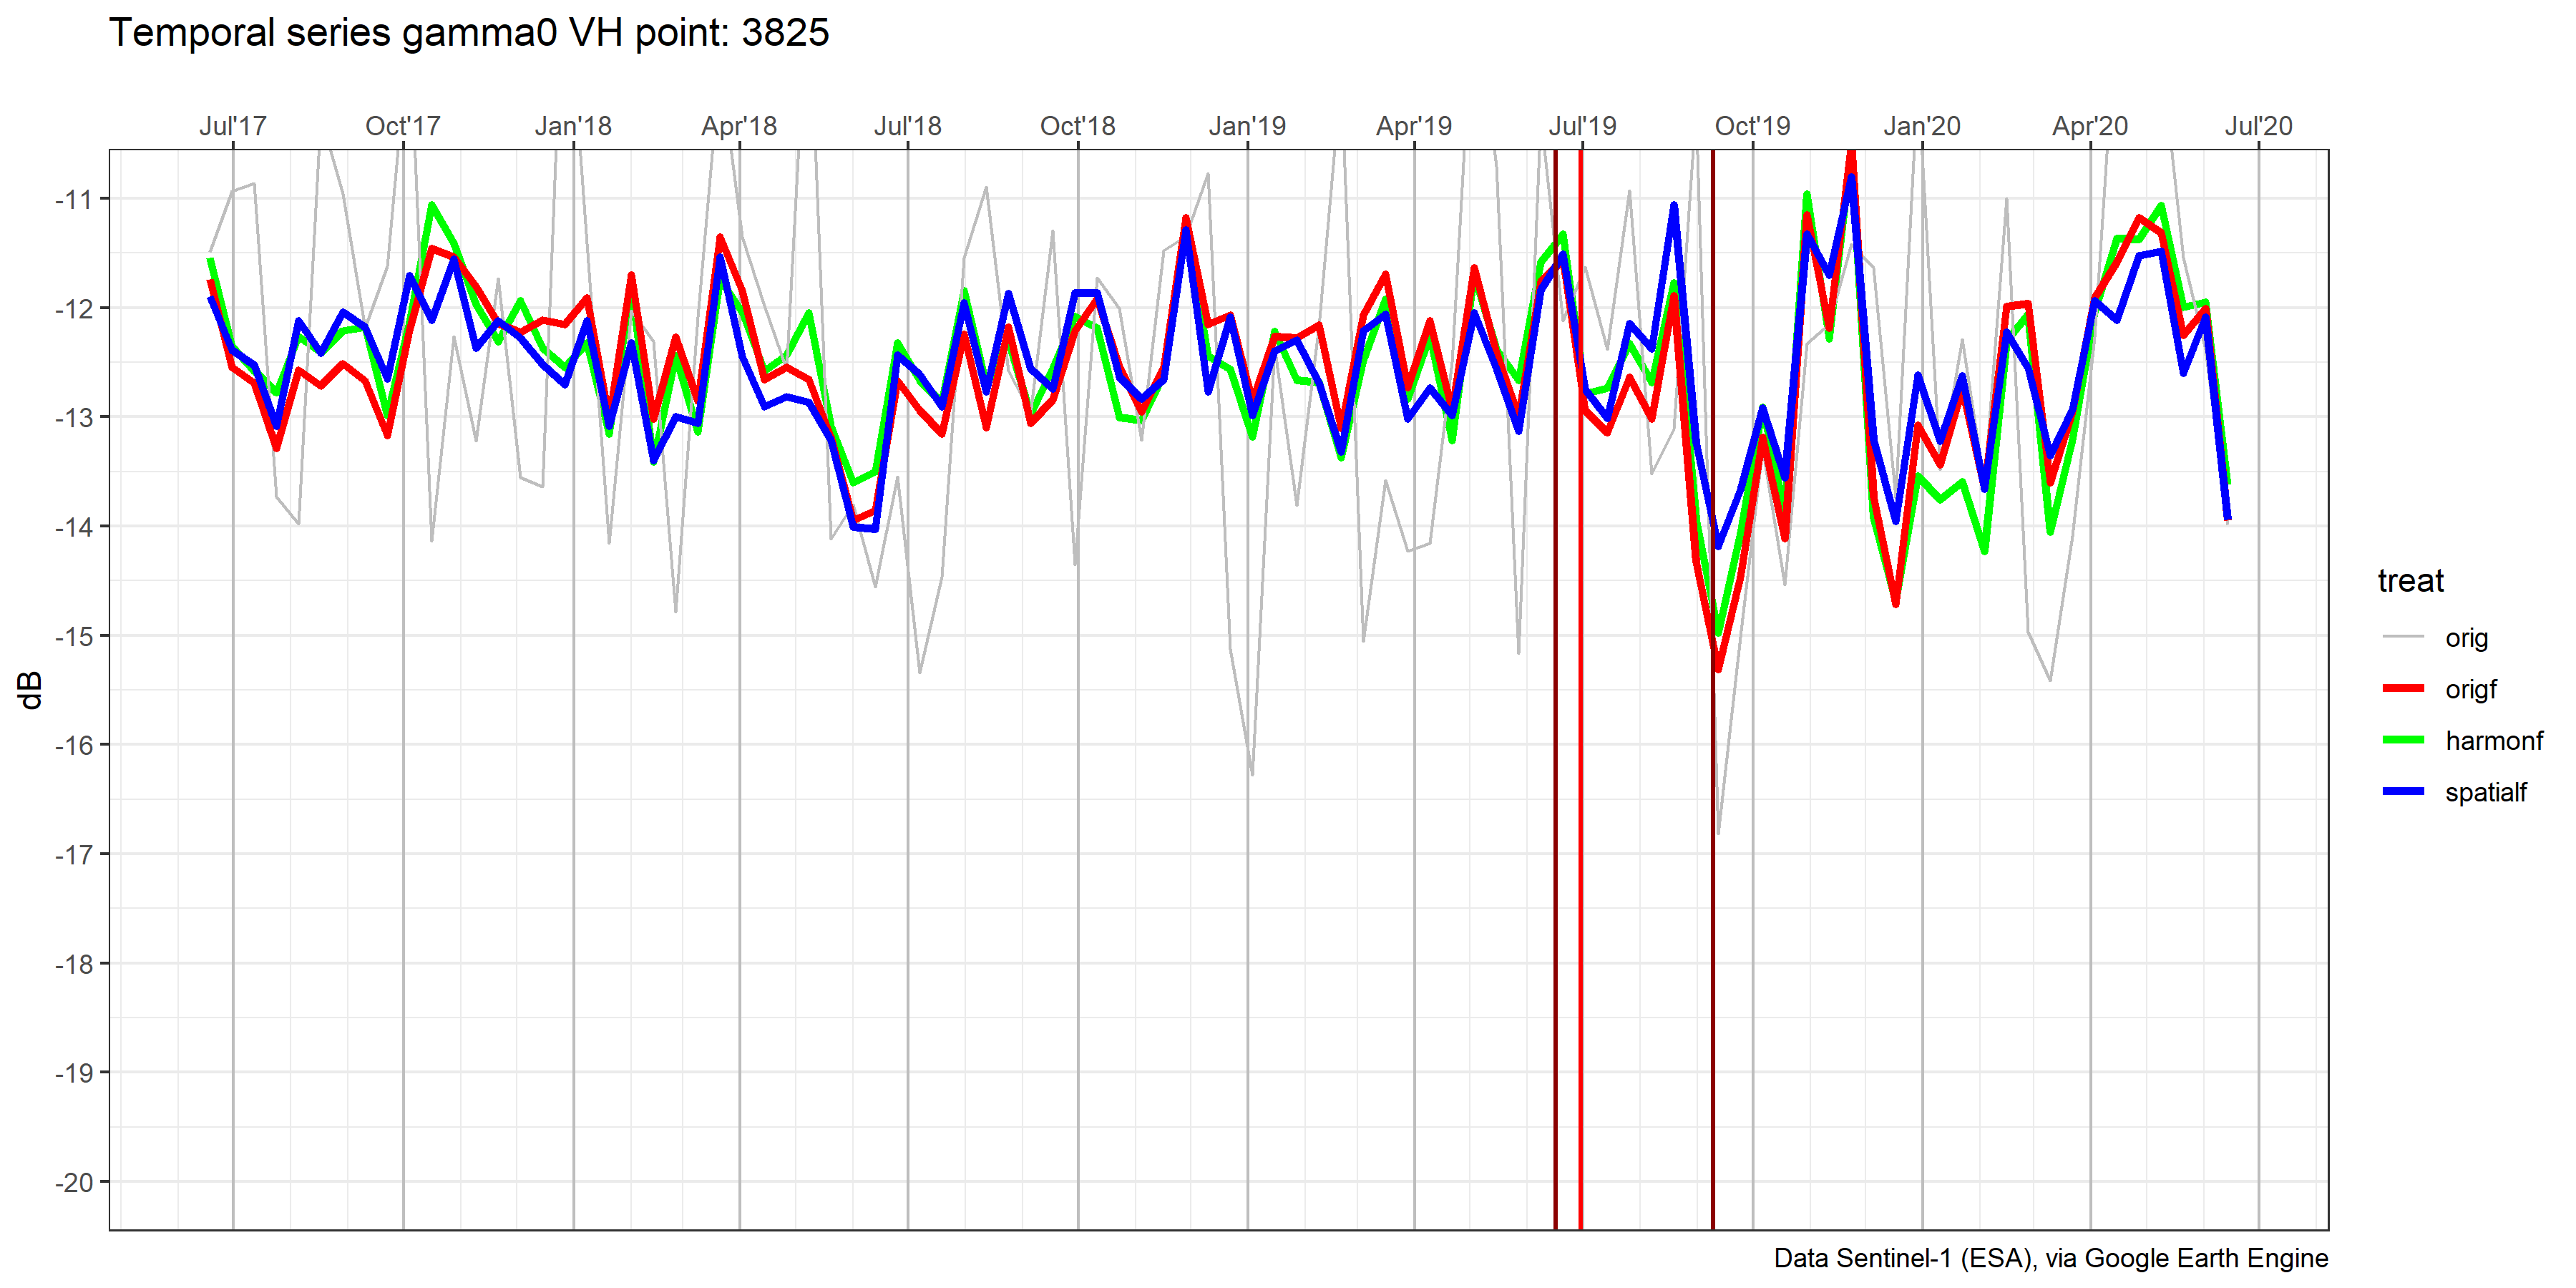 Temporal series gamma0 VH point: 3825
Jul'17 Oct'17 Jan'18 Apr'18 Jul'18 Oct'18 Jan'19 Apr'19 Jul'19 Oct'19 Jan'20 Apr'20 Jul'20
-11
-12
-13
-14
-15
-16
-17
-18
-19
-20
dB
treat
orig
origf
harmonf
spatialf
Data Sentinel-1 (ESA), via Google Earth Engine